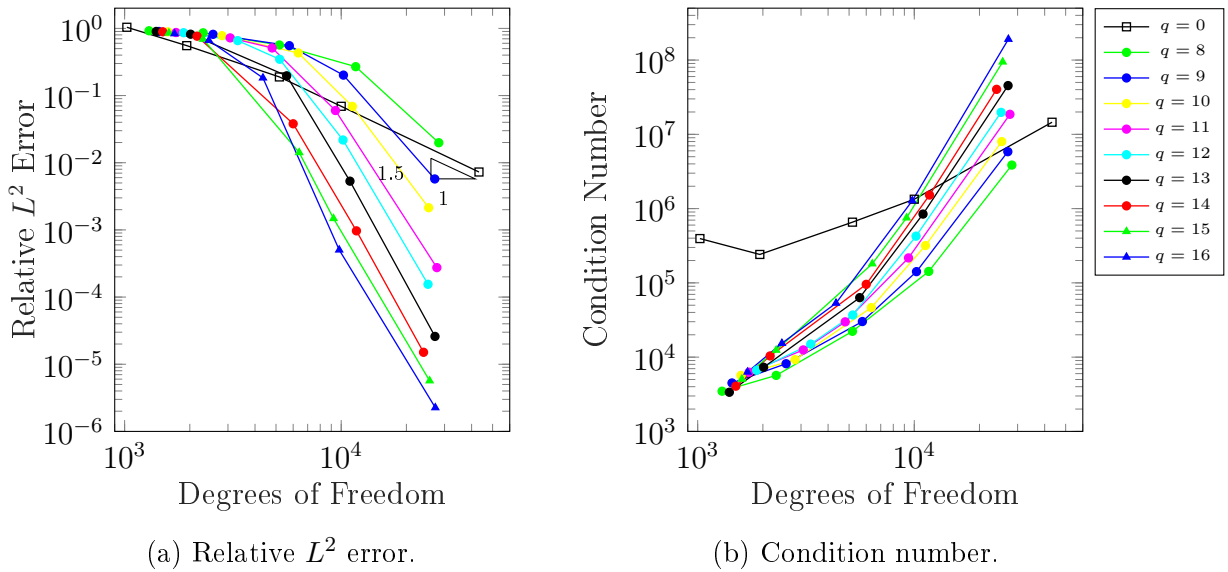 10^0
10^{-1}
10^{-2}
10^{-3}
10^{-4}
10^{-5}
10^{-6}
10^3
10^4
Relative L^2 Error
Degrees of Freedom
1.5
1
(a) Relative L^2 error.
10^8
10^7
10^6
10^5
10^4
10^3
10^3
10^4
Condition Number
Degrees of Freedom
(b) Condition number.
q = 0
q = 8
q = 9
q = 10
q = 11
q = 12
q = 13
q = 14
q = 15
q = 16